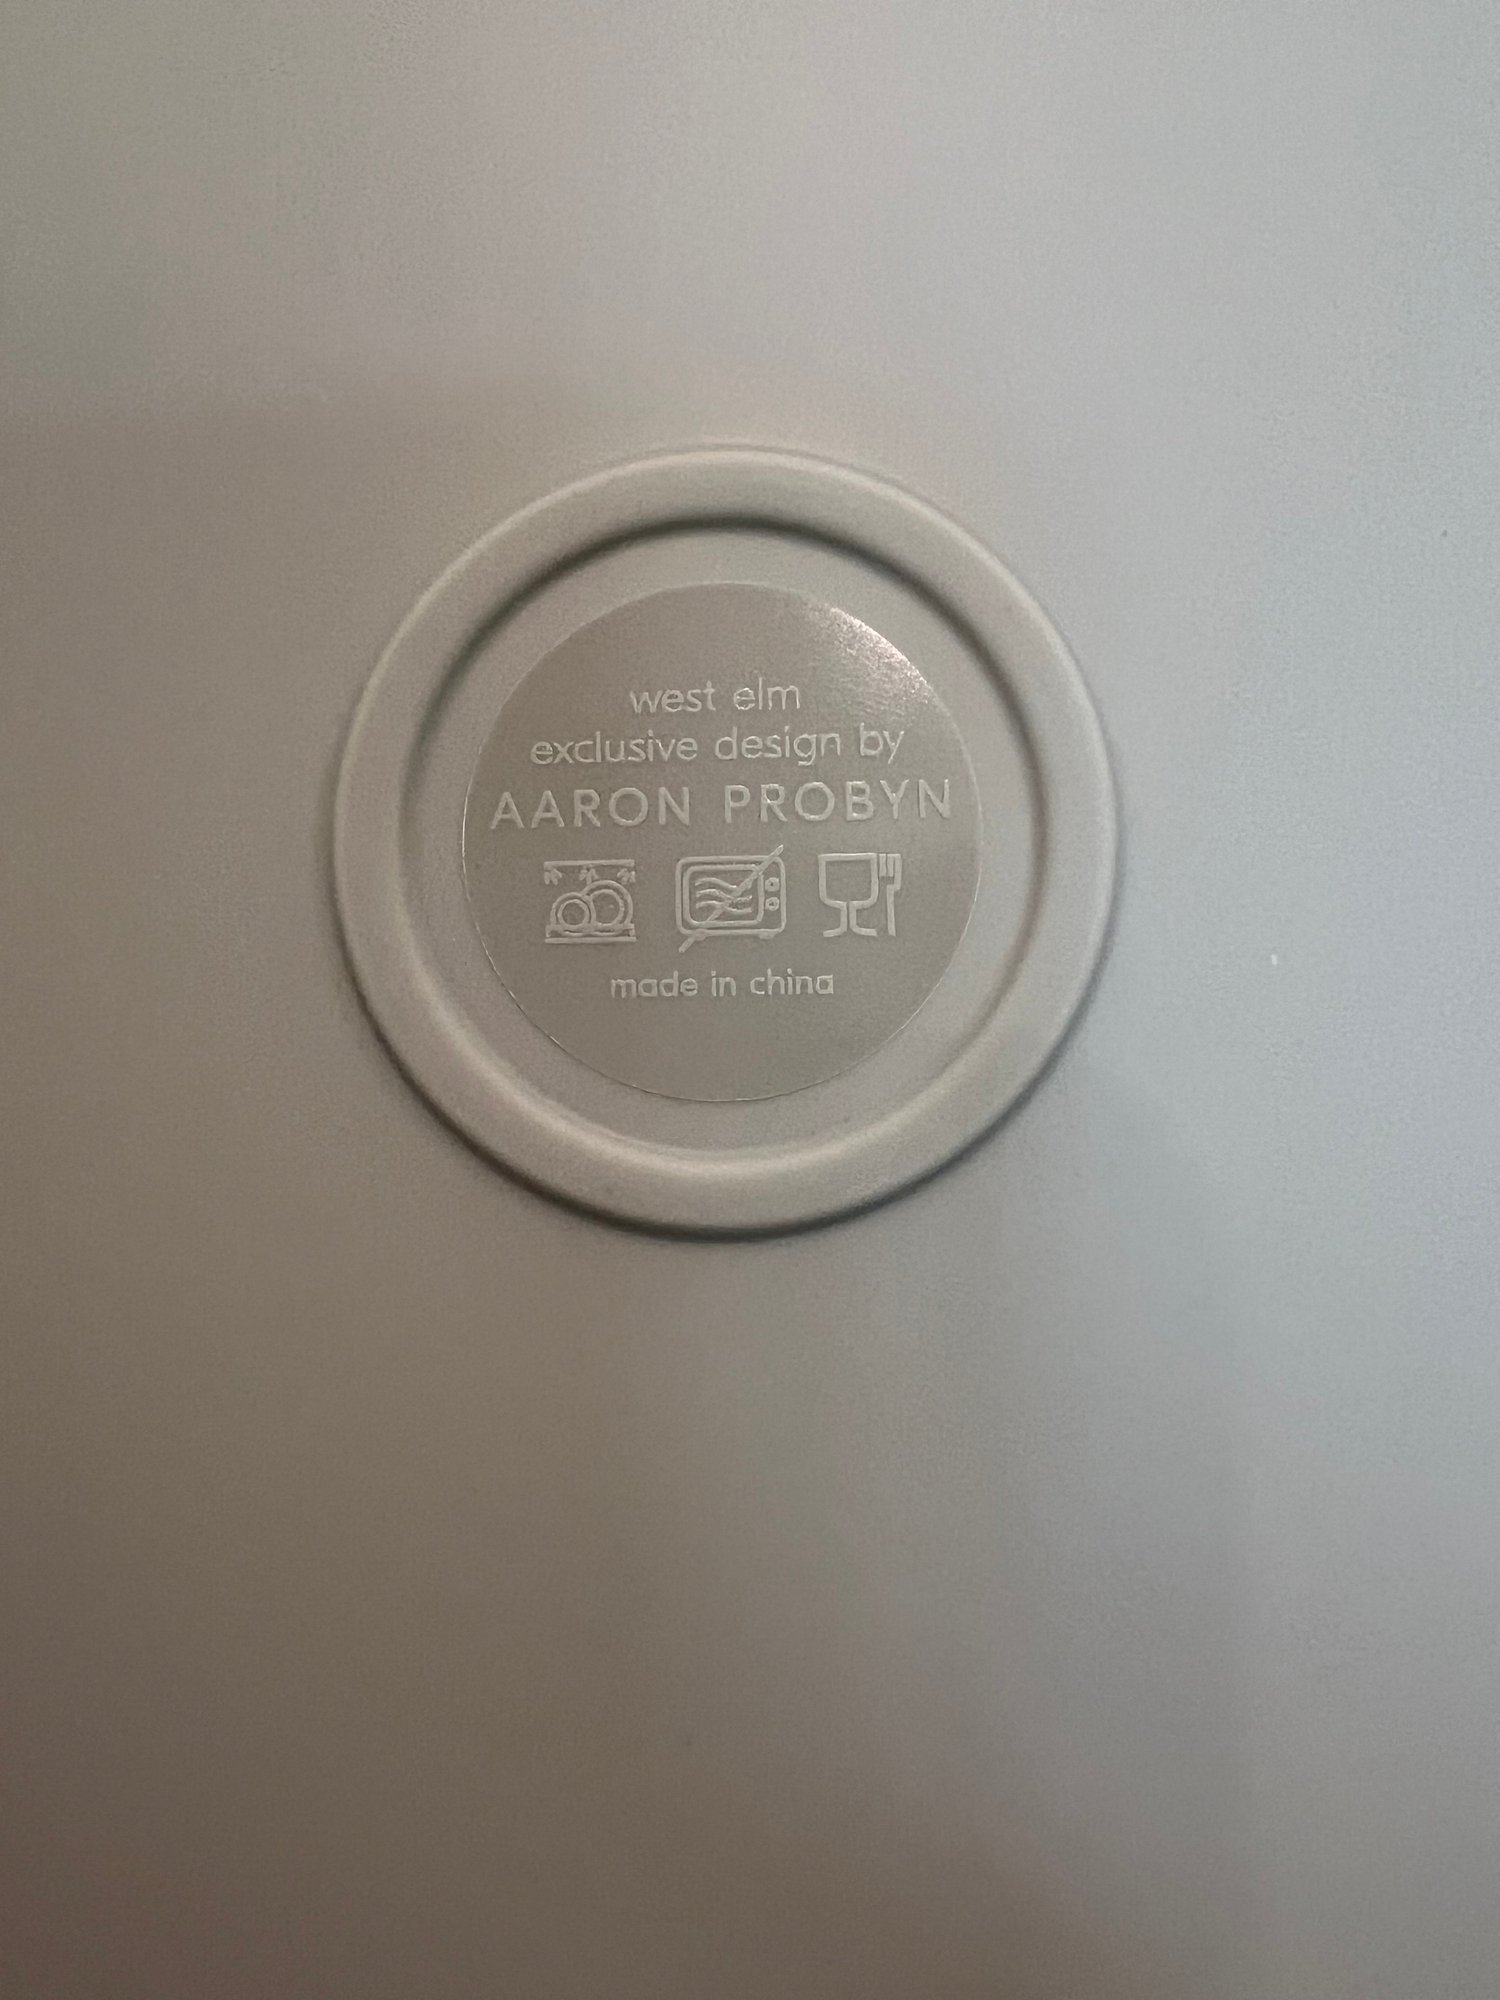 west elm
exclusive design by
AARON PROBYN
made in china